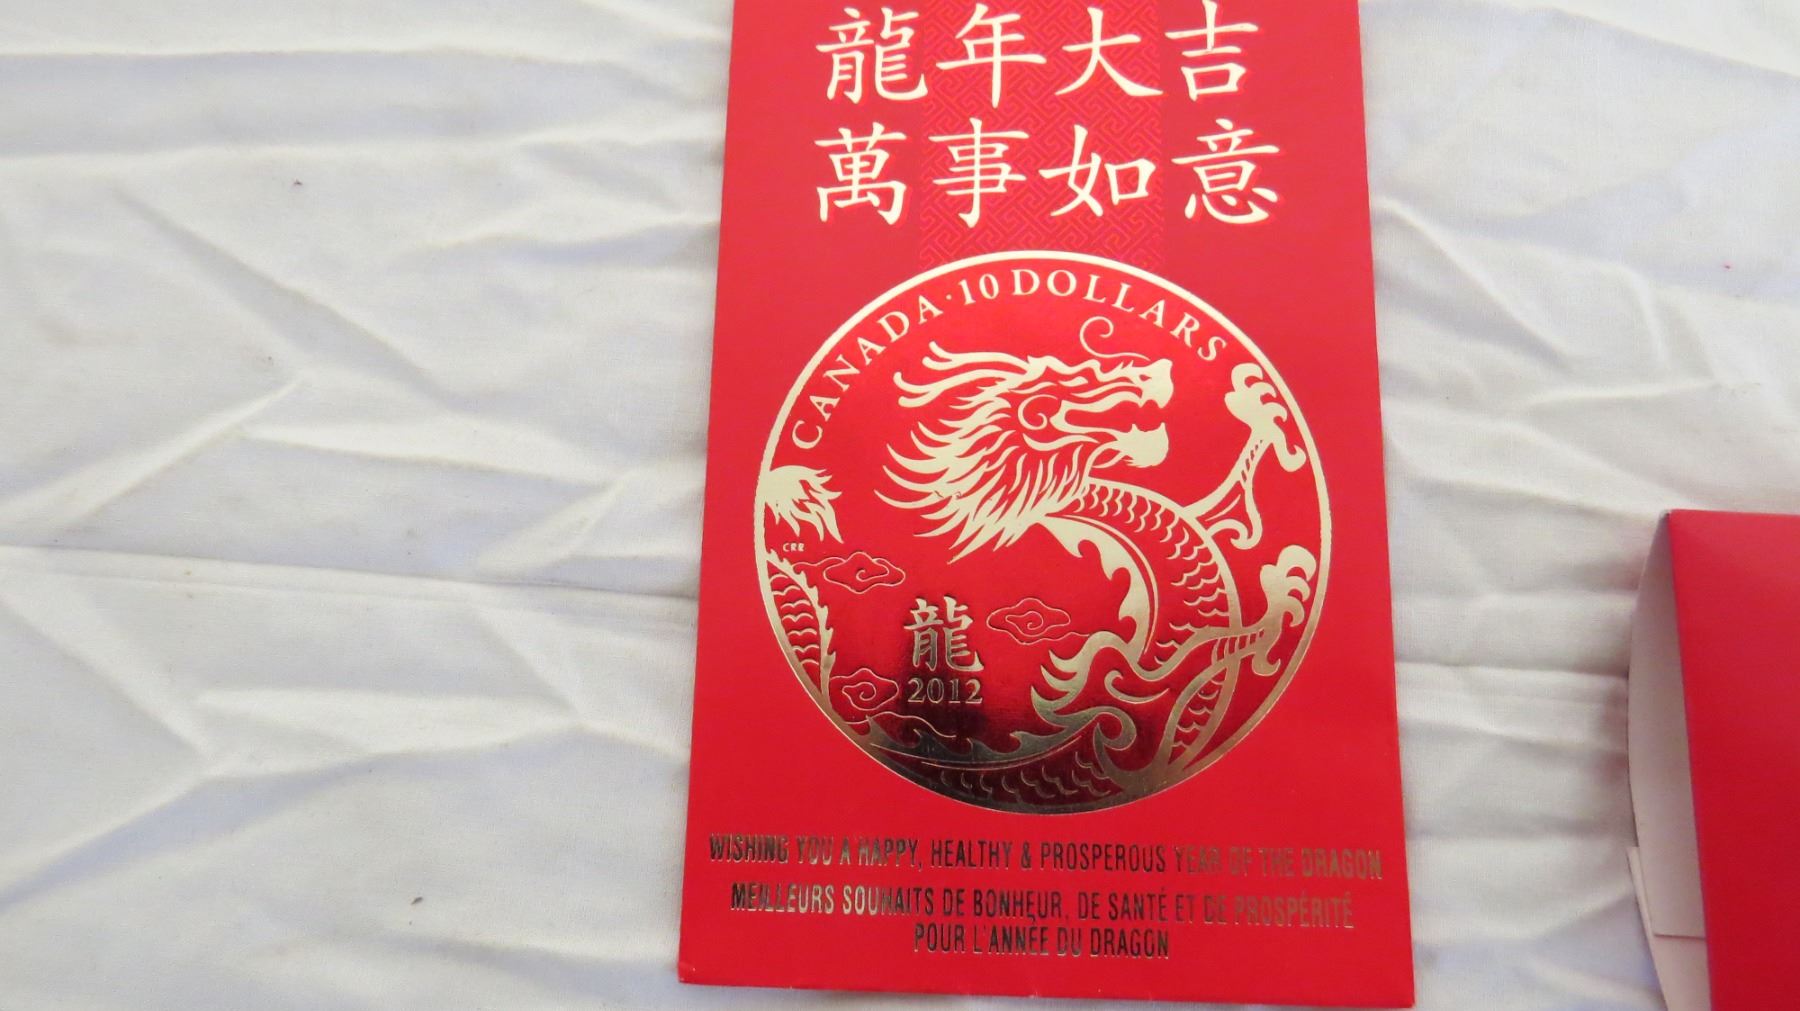 龍年大吉
萬事如意
CANADA·10 DOLLARS
CRR
龍
2012
WISHING YOU A HAPPY, HEALTHY & PROSPEROUS YEAR OF THE DRAGON
MEILLEURS SOUHAITS DE BONHEUR, DE SANTÉ ET DE PROSPÉRITÉ
POUR L'ANNÉE DU DRAGON